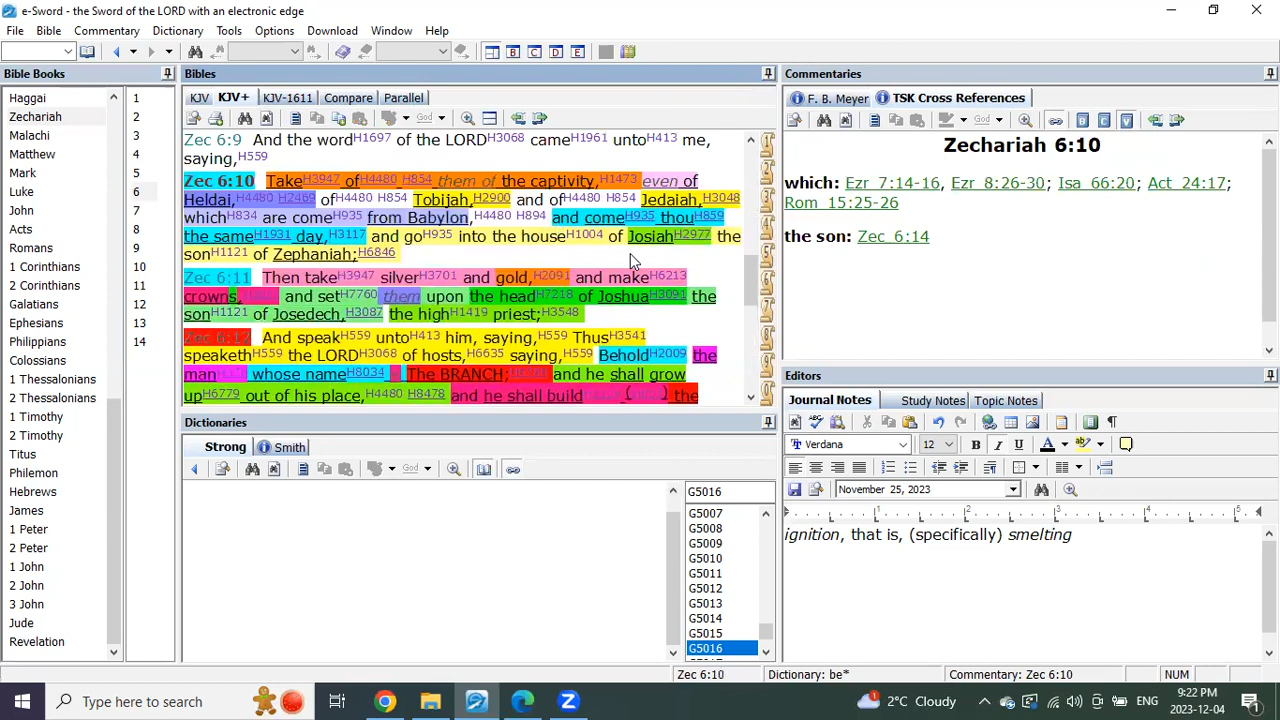 e-Sword - the Sword of the LORD with an electronic edge
File Bible Commentary Dictionary Tools Options Download Window Help
B C D E
Bible Books
Haggai
Zechariah
Malachi
Matthew
Mark
Luke
John
Acts
Romans
1 Corinthians
2 Corinthians
Galatians
Ephesians
Philippians
Colossians
1 Thessalonians
2 Thessalonians
1 Timothy
2 Timothy
Titus
Philemon
Hebrews
James
1 Peter
2 Peter
1 John
2 John
3 John
Jude
Revelation
1
2
3
4
5
6
7
8
9
10
11
12
13
14
Bibles
KJV KJV+ KJV-1611 Compare Parallel
God
Zec 6:9 And the wordH1697 of the LORDH3068 cameH1961 untoH413 me,
saying,H559
Zec 6:10 TakeH3947 ofH4480 H854 them of the captivity,H1473 even of
Heldai,H4480 H2469 ofH4480 H854 Tobijah,H2900 and ofH4480 H854 Jedaiah,H3048
whichH834 are comeH935 from Babylon,H4480 H894 and comeH935 thouH859
the sameH1931 day,H3117 and goH935 into the houseH1004 of JosiahH2977 the
sonH1121 of Zephaniah;H6846
Zec 6:11 Then takeH3947 silverH3701 and gold,H2091 and makeH6213
crowns, and setH7760 them upon the headH7218 of JoshuaH3091 the
sonH1121 of Josedech,H3087 the highH1419 priest;H3548
Zec 6:12 And speakH559 untoH413 him, saying,H559 ThusH3541
speakethH559 the LORDH3068 of hosts,H6635 saying,H559 BeholdH2009 the
man whose nameH8034 is The BRANCH; and he shall grow
upH6779 out of his place,H4480 H8478 and he shall build ( ) the
Dictionaries
Strong Smith
God
G5016
G5007
G5008
G5009
G5010
G5011
G5012
G5013
G5014
G5015
G5016
Commentaries
F. B. Meyer TSK Cross References
B C V
Zechariah 6:10
which: Ezr 7:14-16, Ezr 8:26-30; Isa 66:20; Act 24:17;
Rom 15:25-26
the son: Zec 6:14
Editors
Journal Notes Study Notes Topic Notes
ABC ¶
Verdana 12 B I U A
November 25, 2023
1 2 3 4 5
ignition, that is, (specifically) smelting
Zec 6:10 Dictionary: be* Commentary: Zec 6:10 NUM
Type here to search
1
2°C Cloudy
ENG
9:22 PM
2023-12-04
1